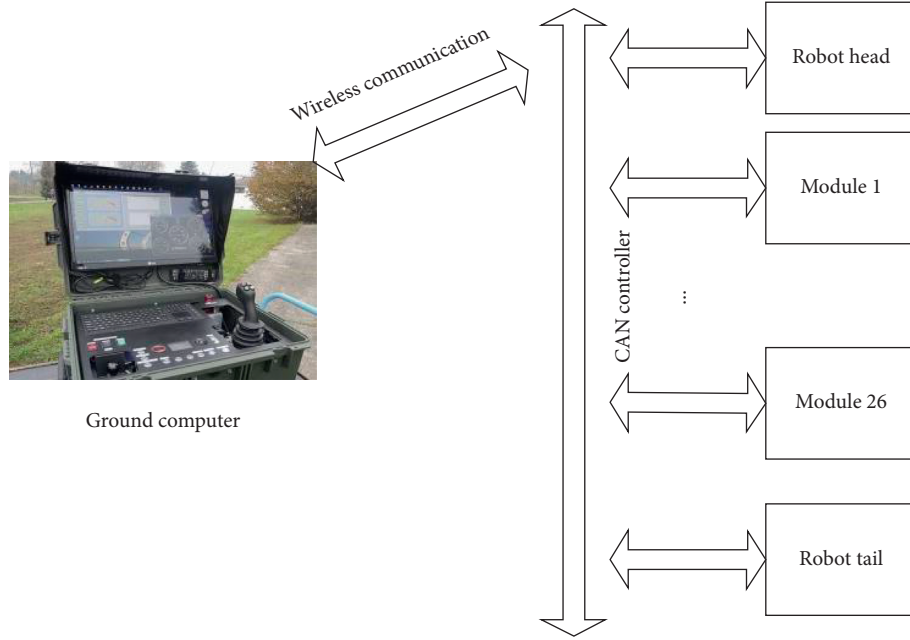 Wireless communication
Ground computer
CAN controller
Robot head
Module 1
...
Module 26
Robot tail